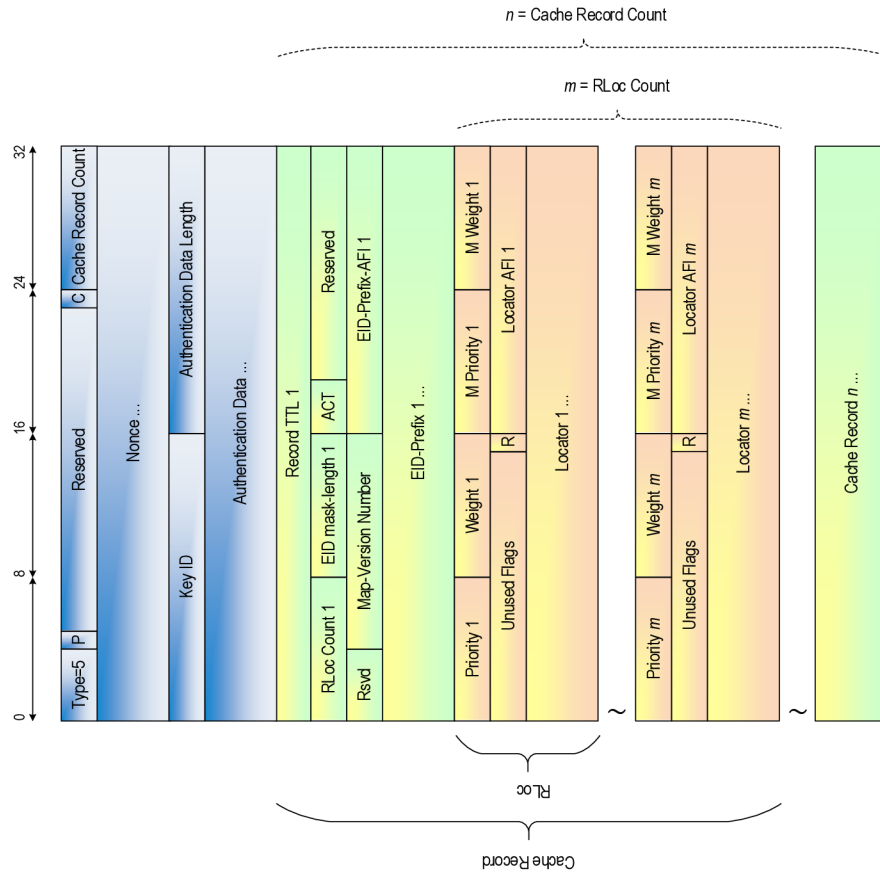 0 8 16 24 32
Type=5 P Reserved C Cache Record Count
Nonce ...
Key ID Authentication Data Length
Authentication Data ...
Record TTL 1
RLoc Count 1 EID mask-length 1 ACT Reserved
Rsvd Map-Version Number EID-Prefix-AFI 1
EID-Prefix 1 ...
Priority 1 Weight 1 M Priority 1 M Weight 1
Unused Flags R Locator AFI 1
Locator 1 ...
~
Priority m Weight m M Priority m M Weight m
Unused Flags R Locator AFI m
Locator m ...
~
Cache Record n ...
RLoc
Cache Record
m = RLoc Count
n = Cache Record Count